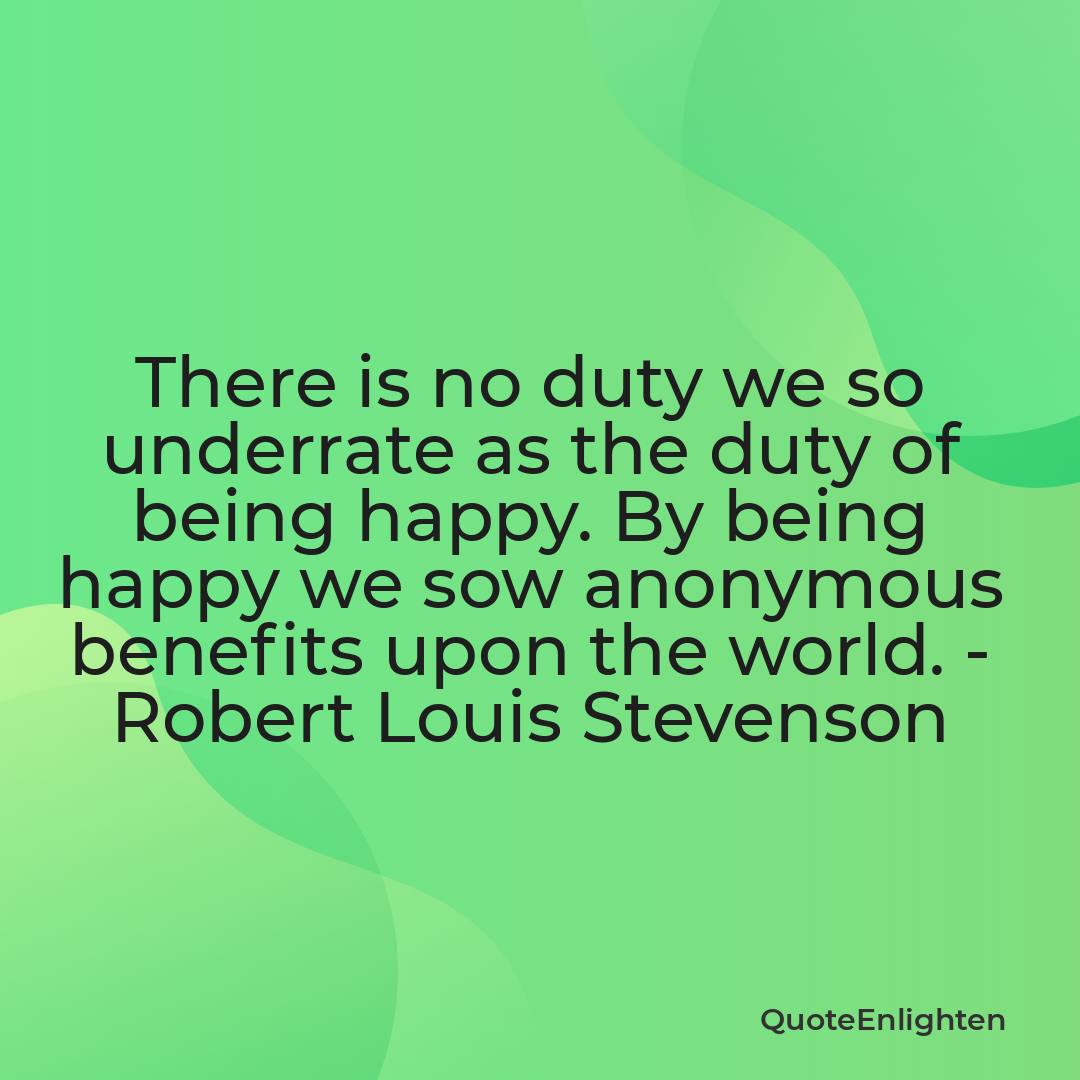 There is no duty we so
underrate as the duty of
being happy. By being
happy we sow anonymous
benefits upon the world. -
Robert Louis Stevenson
QuoteEnlighten